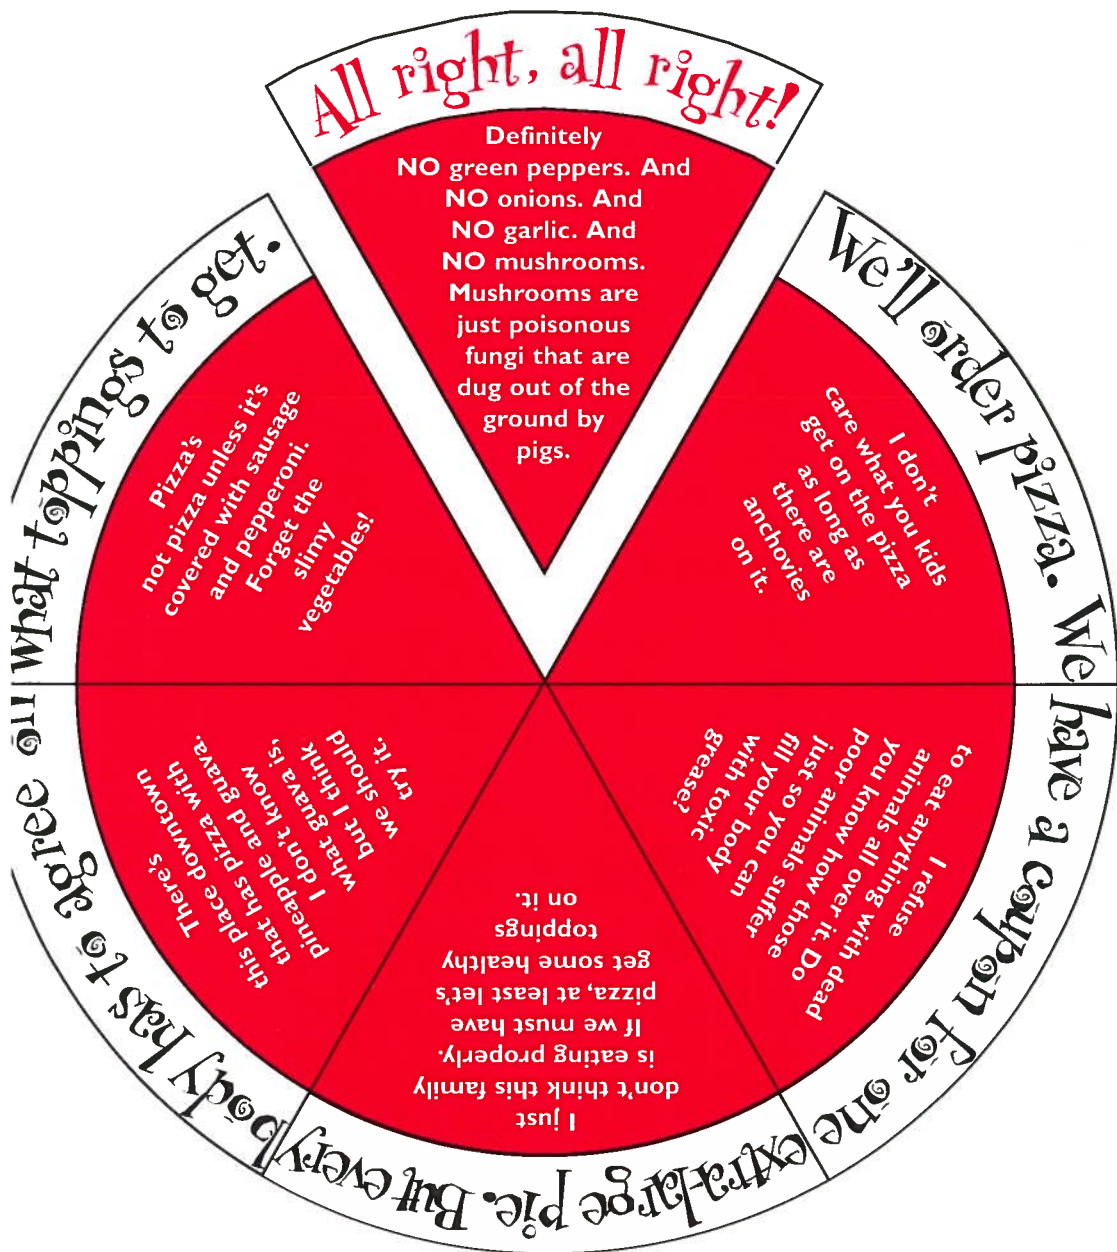 All right, all right!
Definitely
NO green peppers. And
NO onions. And
NO garlic. And
NO mushrooms.
Mushrooms are
just poisonous
fungi that are
dug out of the
ground by
pigs.
We'll order pizza. We have a coupon for one extra-large pie. But everybody has to agree on what toppings to get.
I don't
care what you kids
get on the pizza
as long as
there are
anchovies
on it.
I refuse
to eat anything with dead
animals all over it. Do
you know how those
poor animals suffer
just so you can
fill your body
with toxic
grease?
I just
don't think this family
is eating properly.
If we must have
pizza, at least let's
get some healthy
toppings
on it.
There's
this place downtown
that has pizza with
pineapple and guava.
I don't know
what guava is,
but I think
we should
try it.
Pizza's
not pizza unless it's
covered with sausage
and pepperoni.
Forget the
slimy
vegetables!